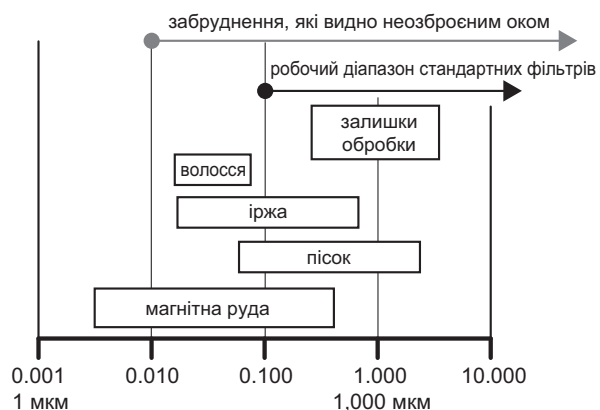 забруднення, які видно неозброєним оком
робочий діапазон стандартних фільтрів
залишки
обробки
волосся
іржа
пісок
магнітна руда
0.001 0.010 0.100 1.000 10.000
1 мкм 1,000 мкм